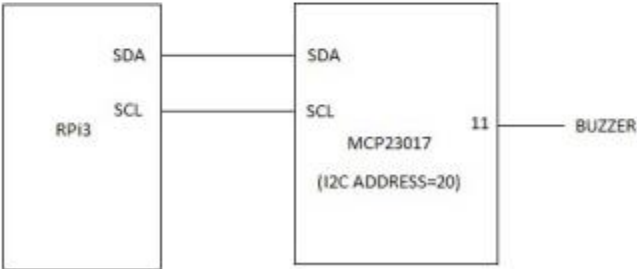 SDA
SCL
RPi3
SDA
SCL
MCP23017
(I2C ADDRESS=20)
11
BUZZER